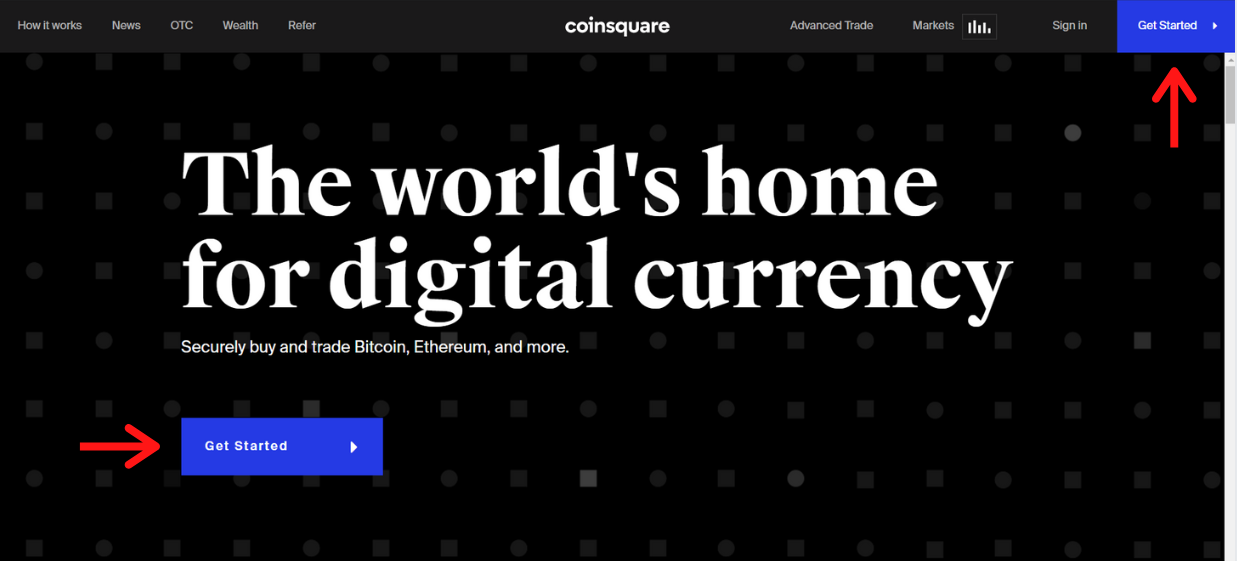 How it works News OTC Wealth Refer coinsquare Advanced Trade Markets Sign in Get Started
The world's home
for digital currency
Securely buy and trade Bitcoin, Ethereum, and more.
Get Started